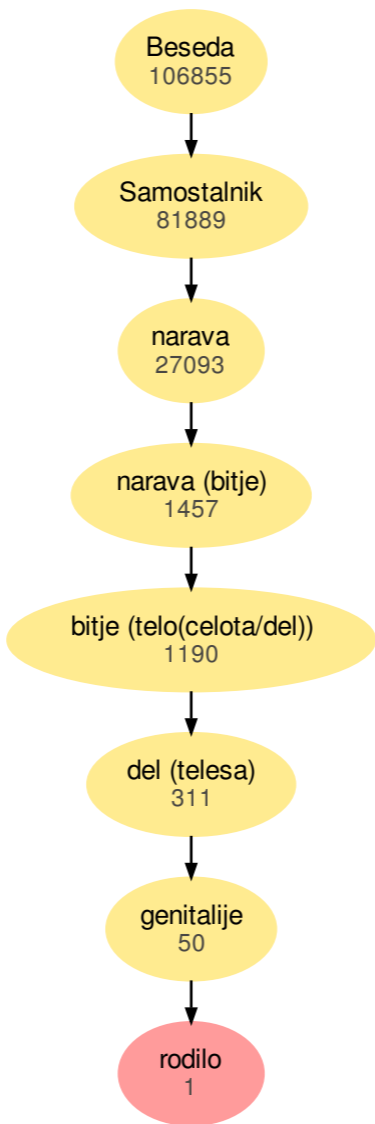 Beseda
106855
Samostalnik
81889
narava
27093
narava (bitje)
1457
bitje (telo(celota/del))
1190
del (telesa)
311
genitalije
50
rodilo
1